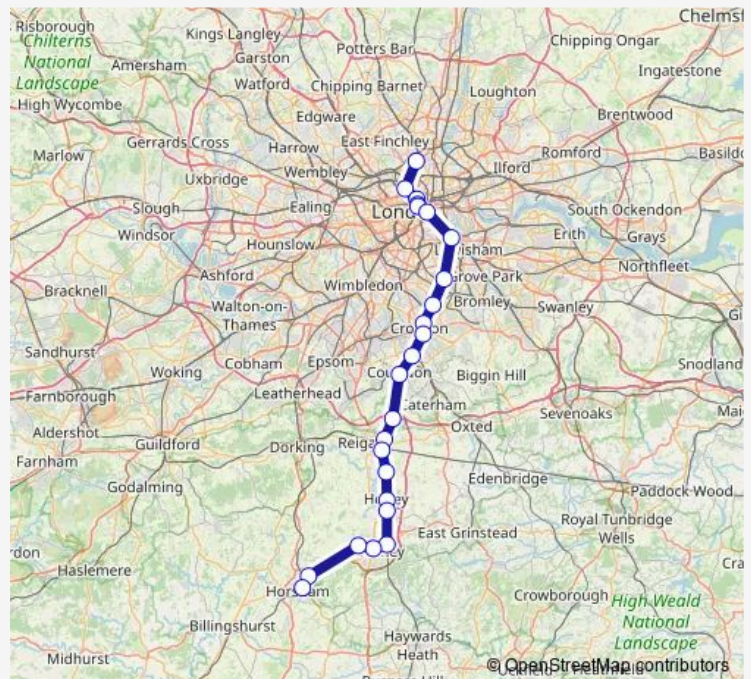 Chelmsf
Risborough
Kings Langley
Chipping Ongar
Chilterns
National
Landscape
Potters Bar
Garston
Amersham
Ingatestone
Watford
Chipping Barnet
Loughton
High Wycombe
Edgware
Brentwood
Gerrards Cross
Harrow
East Finchley
Romford
Basildo
Marlow
Wembley
Ilford
Uxbridge
Slough
Ealing
Lond
South Ockendon
Windsor
Hounslow
Lewisham
Erith
Grays
Northfleet
Ashford
Grove Park
Bracknell
Wimbledon
Bromley
Swanley
Walton-on-
Thames
Sandhurst
Woking
Cobham
Epsom
Coulsdon
Biggin Hill
Snodland
Farnborough
Leatherhead
Caterham
Sevenoaks
Mai
Aldershot
Guildford
Dorking
Reiga
Oxted
Farnham
Godalming
Edenbridge
Paddock Wood
Horley
East Grinstead
Royal Tunbridge
Wells
Haslemere
Horsham
Crowborough
High Weald
National
Landscape
Billingshurst
Haywards
Heath
Midhurst
© OpenStreetMap contributors